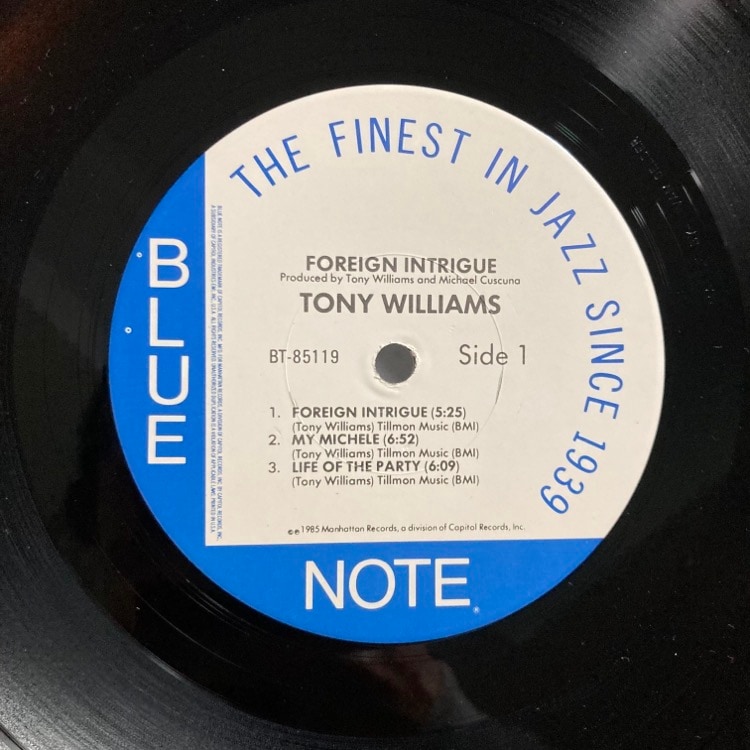 THE FINEST IN JAZZ SINCE 1939
BLUE
FOREIGN INTRIGUE
Produced by Tony Williams and Michael Cuscuna
TONY WILLIAMS
BT-85119 Side 1
1. FOREIGN INTRIGUE (5:25)
(Tony Williams) Tillmon Music (BMI)
2. MY MICHELE (6:52)
(Tony Williams) Tillmon Music (BMI)
3. LIFE OF THE PARTY (6:09)
(Tony Williams) Tillmon Music (BMI)
1985 Manhattan Records, a division of Capitol Records, Inc.
NOTE